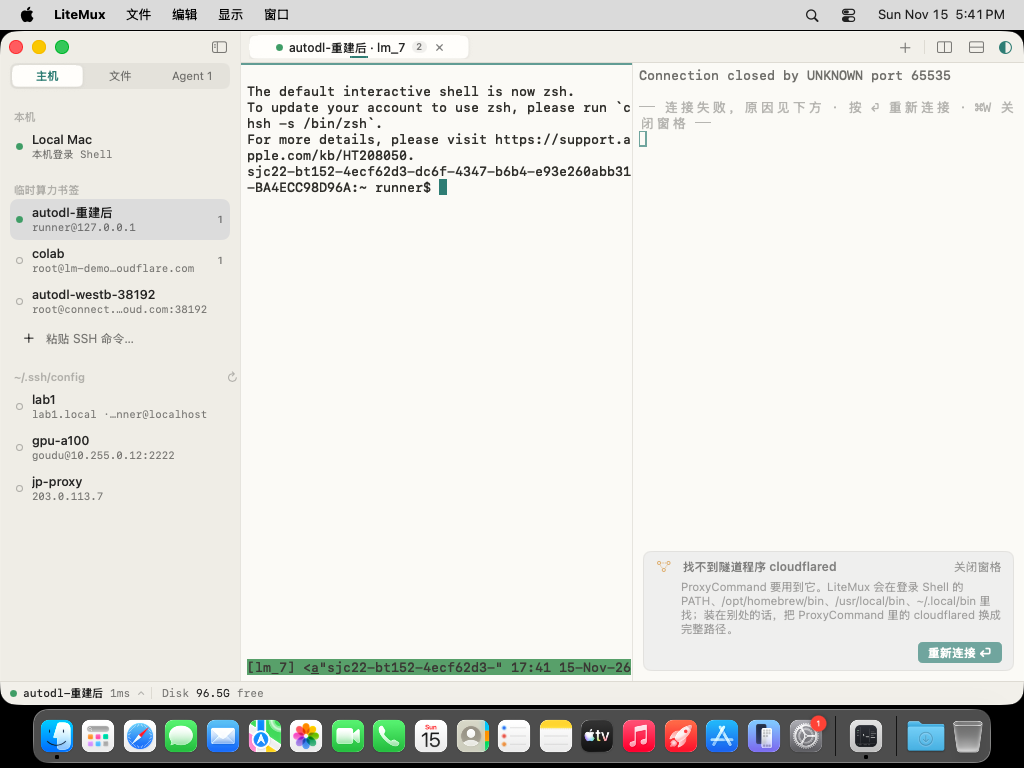 LiteMux 文件 编辑 显示 窗口 Sun Nov 15 5:41 PM
autodl-重建后 · lm_7 2 ×
主机 文件 Agent 1
本机
Local Mac
本机登录 Shell
临时算力书签
autodl-重建后 1
runner@127.0.0.1
colab 1
root@lm-demo…oudflare.com
autodl-westb-38192
root@connect.…oud.com:38192
+ 粘贴 SSH 命令…
~/.ssh/config
lab1
lab1.local ·…nner@localhost
gpu-a100
goudu@10.255.0.12:2222
jp-proxy
203.0.113.7
The default interactive shell is now zsh.
To update your account to use zsh, please run `c
hsh -s /bin/zsh`.
For more details, please visit https://support.a
pple.com/kb/HT208050.
sjc22-bt152-4ecf62d3-dc6f-4347-b6b4-e93e260abb31
-BA4ECC98D96A:~ runner$
[lm_7] <a"sjc22-bt152-4ecf62d3-" 17:41 15-Nov-26
Connection closed by UNKNOWN port 65535
── 连接失败，原因见下方 · 按 ⏎ 重新连接 · ⌘W 关
闭窗格 ──
找不到隧道程序 cloudflared 关闭窗格
ProxyCommand 要用到它。LiteMux 会在登录 Shell 的
PATH、/opt/homebrew/bin、/usr/local/bin、~/.local/bin 里
找；装在别处的话，把 ProxyCommand 里的 cloudflared 换成
完整路径。
重新连接 ⏎
autodl-重建后 1ms Disk 96.5G free
Sun
15
tv
1